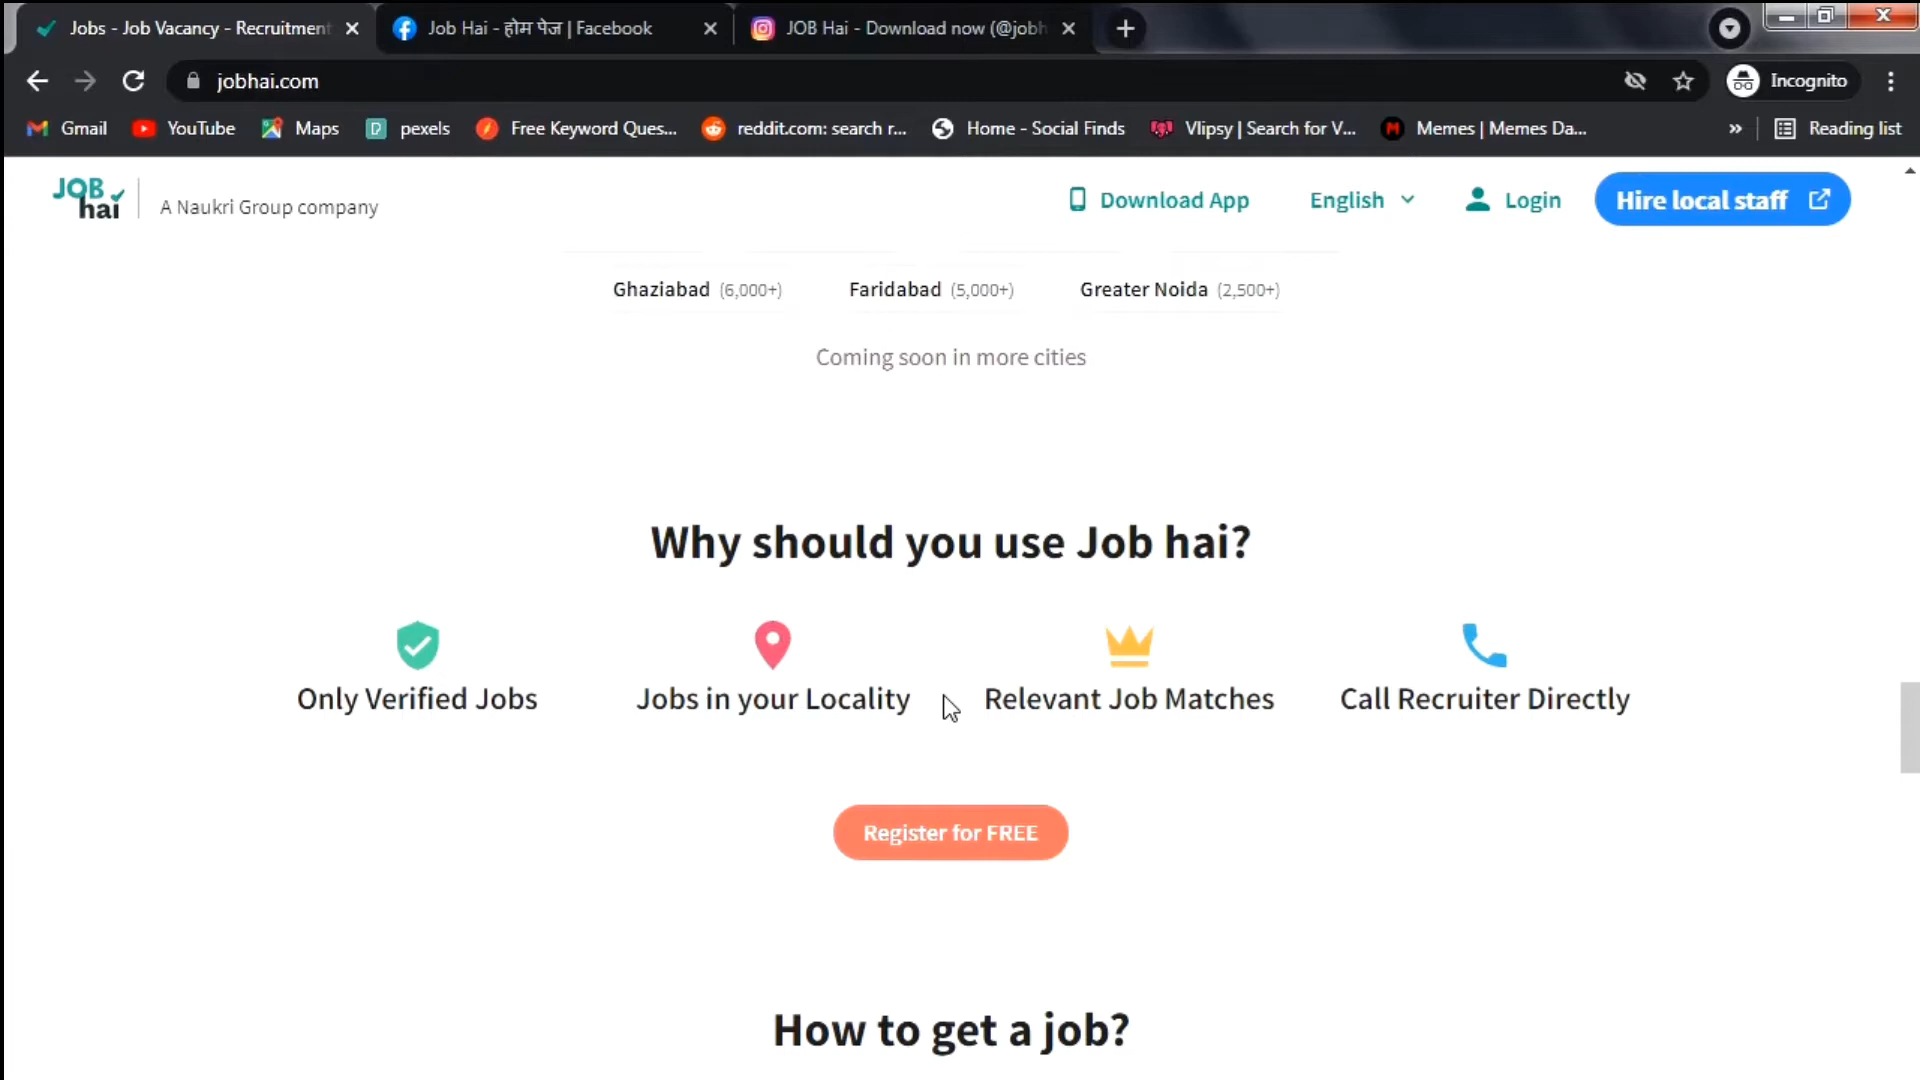 Jobs - Job Vacancy - Recruitment
Job Hai - होम पेज | Facebook
JOB Hai - Download now (@jobh
jobhai.com
Incognito
Gmail
YouTube
Maps
pexels
Free Keyword Ques...
reddit.com: search r...
Home - Social Finds
Vlipsy | Search for V...
Memes | Memes Da...
»
Reading list
JOB hai
A Naukri Group company
Download App
English
Login
Hire local staff
Ghaziabad (6,000+)
Faridabad (5,000+)
Greater Noida (2,500+)
Coming soon in more cities
Why should you use Job hai?
Only Verified Jobs
Jobs in your Locality
Relevant Job Matches
Call Recruiter Directly
Register for FREE
How to get a job?